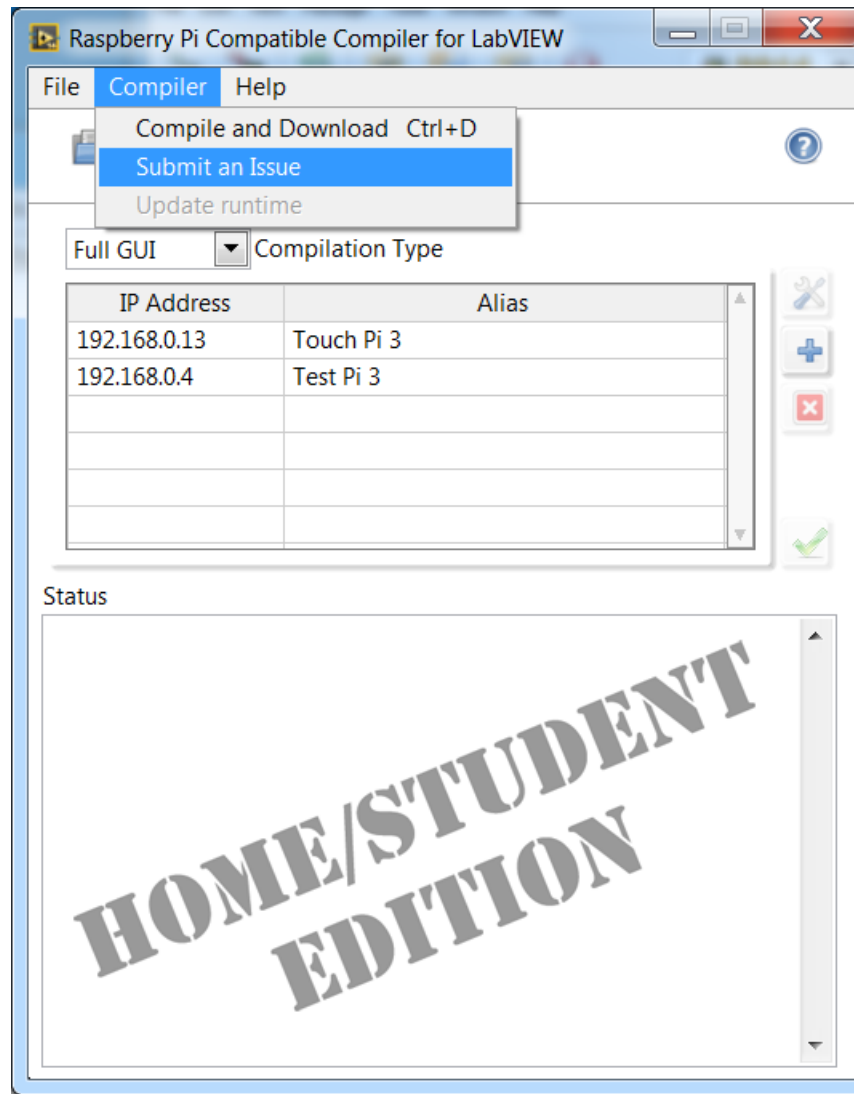 Raspberry Pi Compatible Compiler for LabVIEW
File Compiler Help
Compile and Download Ctrl+D
Submit an Issue
Update runtime
Full GUI Compilation Type
IP Address Alias
192.168.0.13 Touch Pi 3
192.168.0.4 Test Pi 3
Status
HOME/STUDENT
EDITION